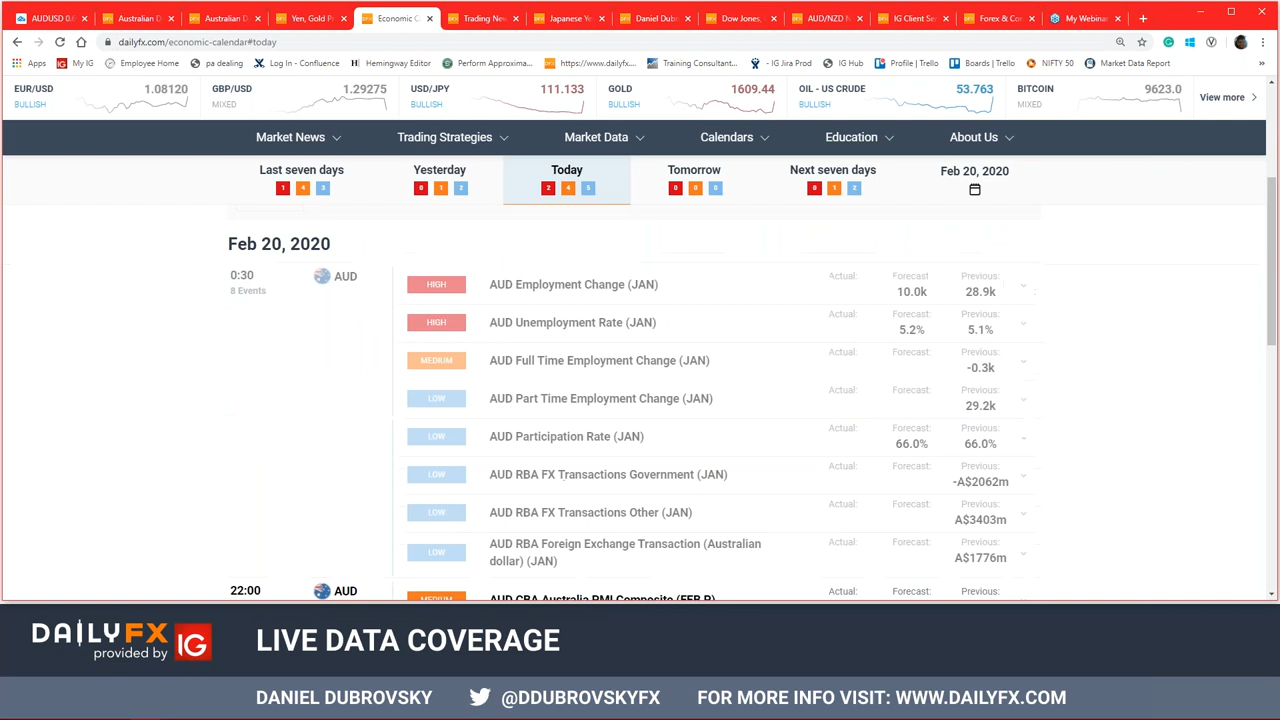 AUDUSD 0.6
Australian D
Australian D
Yen, Gold P
Economic C
Trading New
Japanese Ye
Daniel Dubr
Dow Jones,
AUD/NZD N
IG Client Se
Forex & Co
My Webinar
dailyfx.com/economic-calendar#today
Apps
My IG
Employee Home
pa dealing
Log In - Confluence
Hemingway Editor
Perform Approxima...
https://www.dailyfx...
Training Consultant...
- IG Jira Prod
IG Hub
Profile | Trello
Boards | Trello
NIFTY 50
Market Data Report
»
EUR/USD 1.08120
BULLISH
GBP/USD 1.29275
MIXED
USD/JPY 111.133
BULLISH
GOLD 1609.44
BULLISH
OIL - US CRUDE 53.763
BULLISH
BITCOIN 9623.0
MIXED
View more
Market News
Trading Strategies
Market Data
Calendars
Education
About Us
Last seven days
1 4 3
Yesterday
0 1 2
Today
2 4 5
Tomorrow
0 0 0
Next seven days
0 1 2
Feb 20, 2020
Feb 20, 2020
0:30
8 Events
AUD
HIGH AUD Employment Change (JAN) Actual: Forecast: 10.0k Previous: 28.9k
HIGH AUD Unemployment Rate (JAN) Actual: Forecast: 5.2% Previous: 5.1%
MEDIUM AUD Full Time Employment Change (JAN) Actual: Forecast: Previous: -0.3k
LOW AUD Part Time Employment Change (JAN) Actual: Forecast: Previous: 29.2k
LOW AUD Participation Rate (JAN) Actual: Forecast: 66.0% Previous: 66.0%
LOW AUD RBA FX Transactions Government (JAN) Actual: Forecast: Previous: -A$2062m
LOW AUD RBA FX Transactions Other (JAN) Actual: Forecast: Previous: A$3403m
LOW AUD RBA Foreign Exchange Transaction (Australian
dollar) (JAN) Actual: Forecast: Previous: A$1776m
22:00 AUD MEDIUM AUD CBA Australia PMI Composite (FEB P) Actual: Forecast: Previous:
DAILYFX
provided by IG
LIVE DATA COVERAGE
DANIEL DUBROVSKY @DDUBROVSKYFX FOR MORE INFO VISIT: WWW.DAILYFX.COM